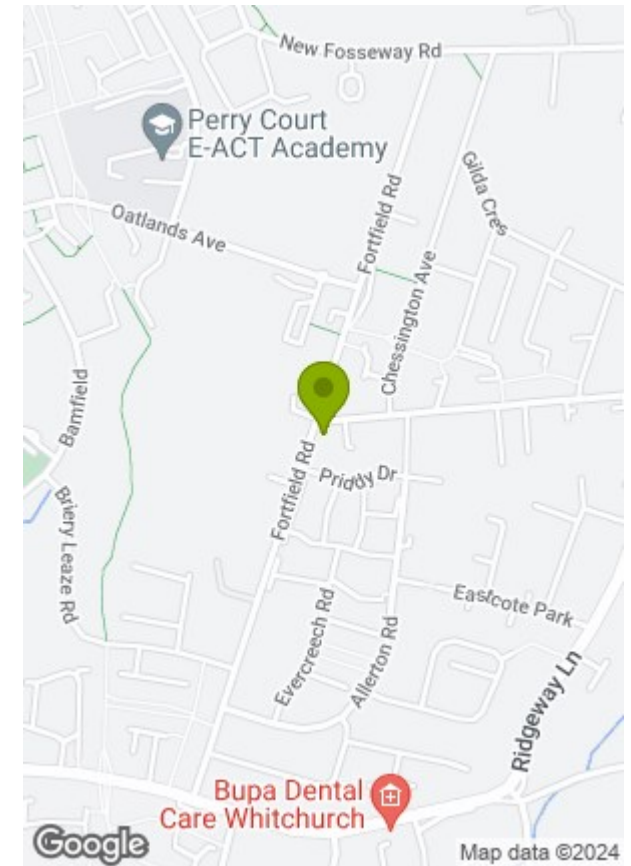 New Fosseway Rd
Perry Court
E-ACT Academy
Gilda Cres
Oatlands Ave
Fortfield Rd
Chessington Ave
Bamfield
Fortfield Rd
Priddy Dr
Briery Leaze Rd
Eastcote Park
Evercreech Rd
Allerton Rd
Ridgeway Ln
Bupa Dental
Care Whitchurch
Google
Map data ©2024